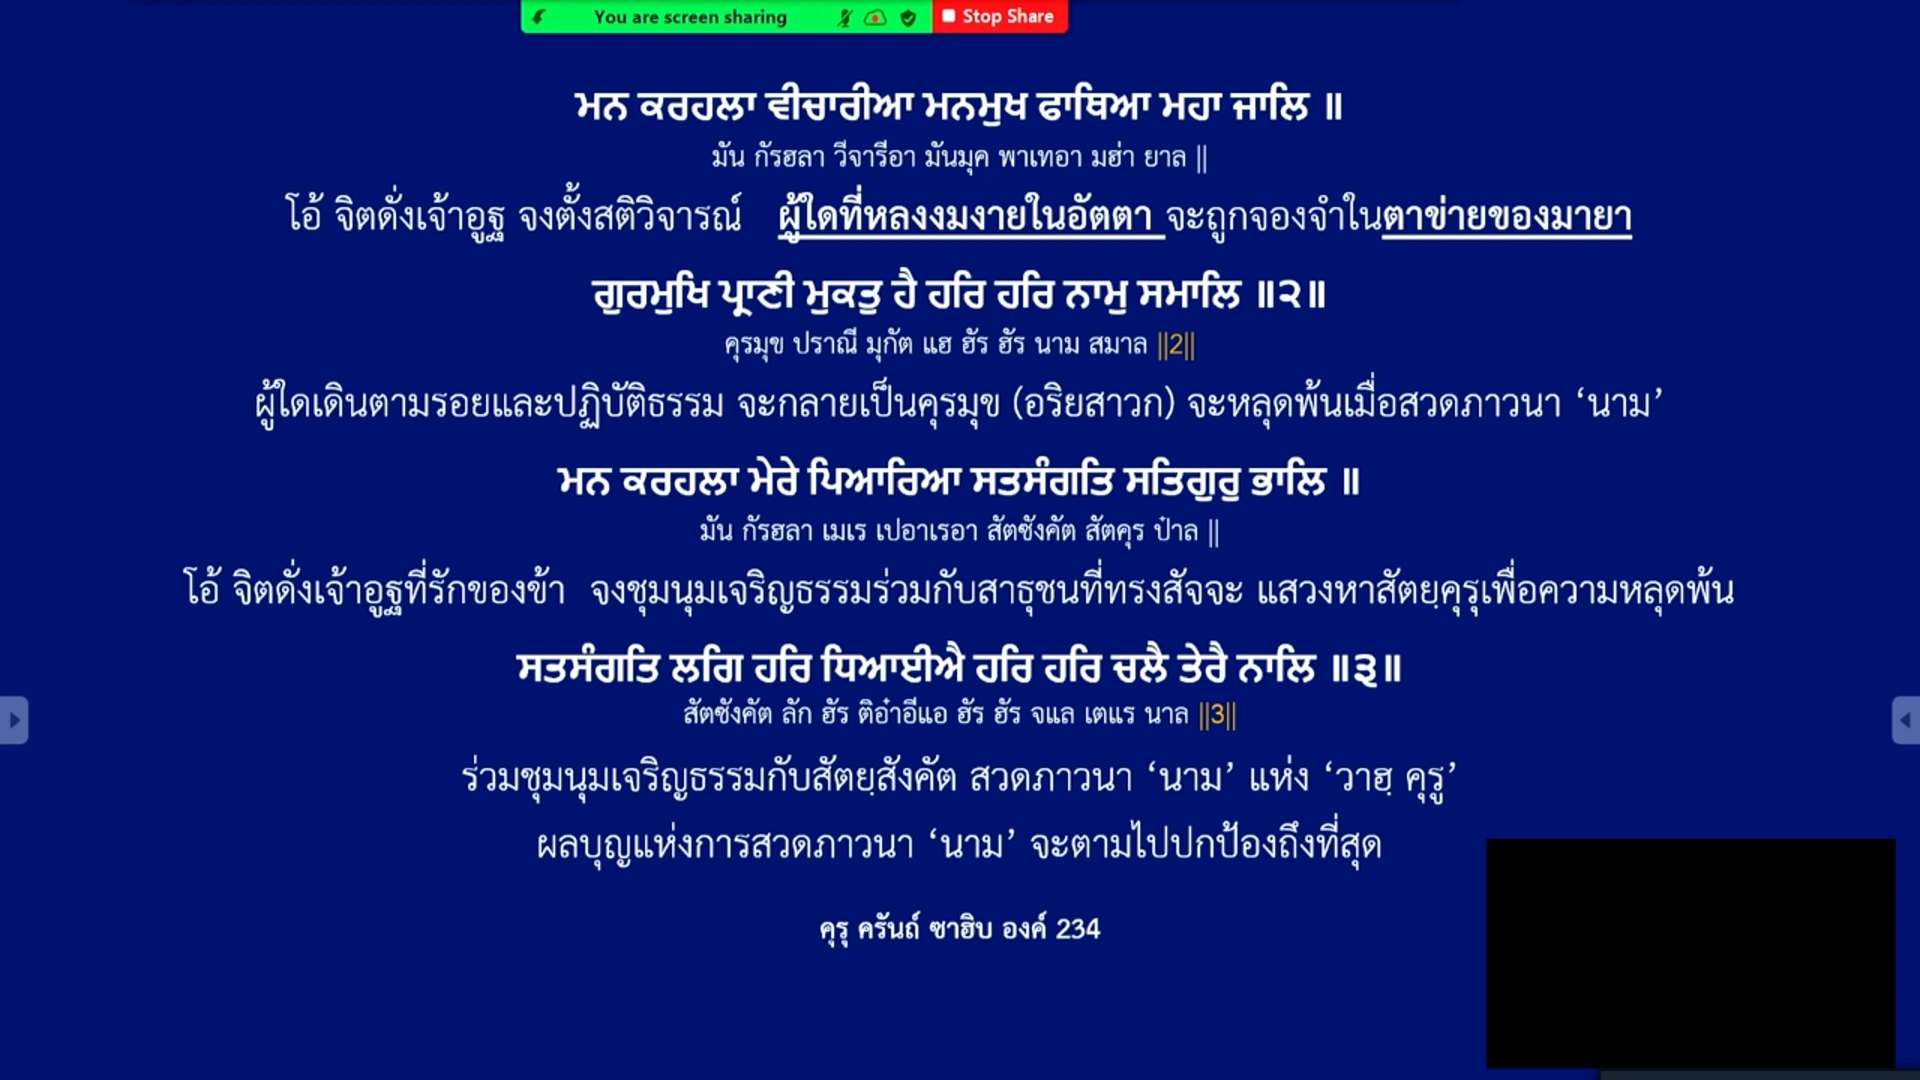 You are screen sharing Stop Share
ਮਨ ਕਰਹਲਾ ਵੀਚਾਰੀਆ ਮਨਮੁਖ ਫਾਥਿਆ ਮਹਾ ਜਾਲਿ ॥
มัน กัรฮลา วีจารีอา มันมุค พาเทอา มฮ่า ยาล ||
โอ้ จิตดั่งเจ้าอูฐ จงตั้งสติวิจารณ์ ผู้ใดที่หลงงมงายในอัตตา จะถูกจองจำในตาข่ายของมายา
ਗੁਰਮੁਖਿ ਪ੍ਰਾਣੀ ਮੁਕਤੁ ਹੈ ਹਰਿ ਹਰਿ ਨਾਮੁ ਸਮਾਲਿ ॥੨॥
คุรมุข ปราณี มุกัต แฮ ฮัร ฮัร นาม สมาล ||2||
ผู้ใดเดินตามรอยและปฏิบัติธรรม จะกลายเป็นคุรมุข (อริยสาวก) จะหลุดพ้นเมื่อสวดภาวนา ‘นาม’
ਮਨ ਕਰਹਲਾ ਮੇਰੇ ਪਿਆਰਿਆ ਸਤਸੰਗਤਿ ਸਤਿਗੁਰੁ ਭਾਲਿ ॥
มัน กัรฮลา เมเร เปอาเรอา สัตซังคัต สัตคุร ป๋าล ||
โอ้ จิตดั่งเจ้าอูฐที่รักของข้า จงชุมนุมเจริญธรรมร่วมกับสาธุชนที่ทรงสัจจะ แสวงหาสัตยฺคุรุเพื่อความหลุดพ้น
ਸਤਸੰਗਤਿ ਲਗਿ ਹਰਿ ਧਿਆਈਐ ਹਰਿ ਹਰਿ ਚਲੈ ਤੇਰੈ ਨਾਲਿ ॥੩॥
สัตซังคัต ลัก ฮัร ติอ๋าอีแอ ฮัร ฮัร จแล เตแร นาล ||3||
ร่วมชุมนุมเจริญธรรมกับสัตยฺสังคัต สวดภาวนา ‘นาม’ แห่ง ‘วาฮฺ คุรู’
ผลบุญแห่งการสวดภาวนา ‘นาม’ จะตามไปปกป้องถึงที่สุด
คุรุ ครันถ์ ซาฮิบ องค์ 234